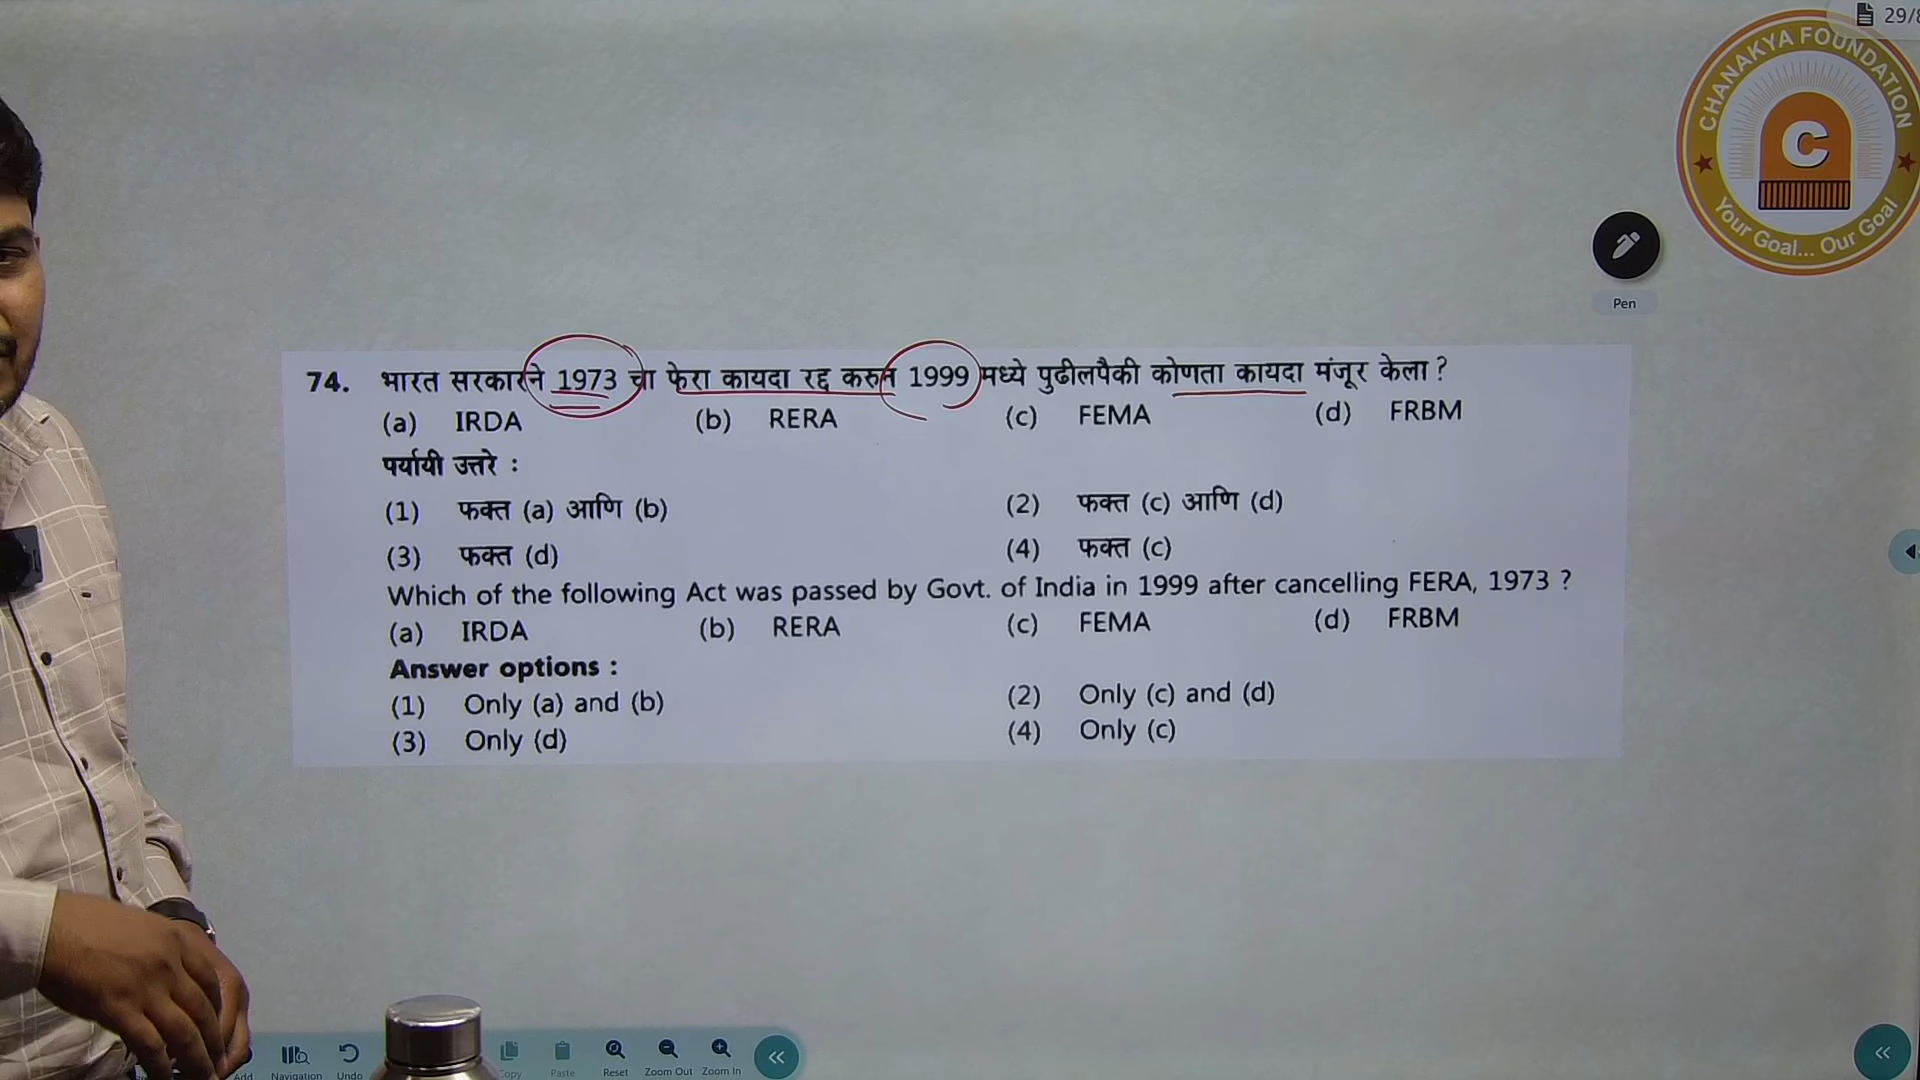 29/8
CHANAKYA FOUNDATION
C
Your Goal... Our Goal
Pen
74. भारत सरकारने 1973 चा फेरा कायदा रद्द करुन 1999 मध्ये पुढीलपैकी कोणता कायदा मंजूर केला ?
(a) IRDA (b) RERA (c) FEMA (d) FRBM
पर्यायी उत्तरे :
(1) फक्त (a) आणि (b) (2) फक्त (c) आणि (d)
(3) फक्त (d) (4) फक्त (c)
Which of the following Act was passed by Govt. of India in 1999 after cancelling FERA, 1973 ?
(a) IRDA (b) RERA (c) FEMA (d) FRBM
Answer options :
(1) Only (a) and (b) (2) Only (c) and (d)
(3) Only (d) (4) Only (c)
Add Navigation Undo Paste Reset Zoom Out Zoom In